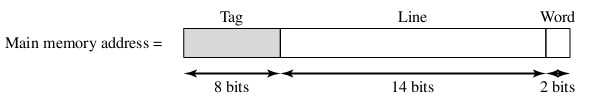 Tag Line Word
Main memory address =
8 bits 14 bits 2 bits